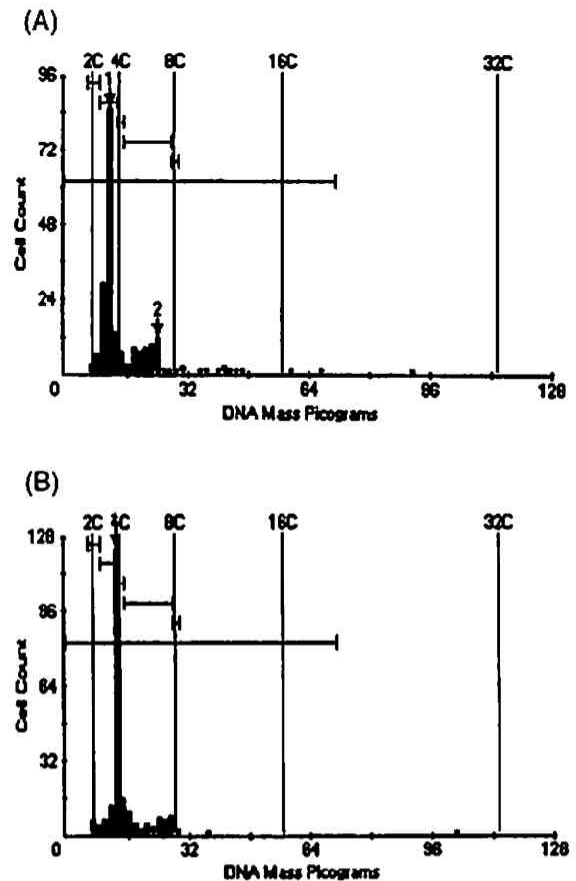 (A)
2C 4C 8C 16C 32C
96
1
72
48
24
2
Cell Count
0 32 64 96 128
DNA Mass Picograms
(B)
2C 4C 8C 16C 32C
128
96
64
32
Cell Count
0 32 64 96 128
DNA Mass Picograms